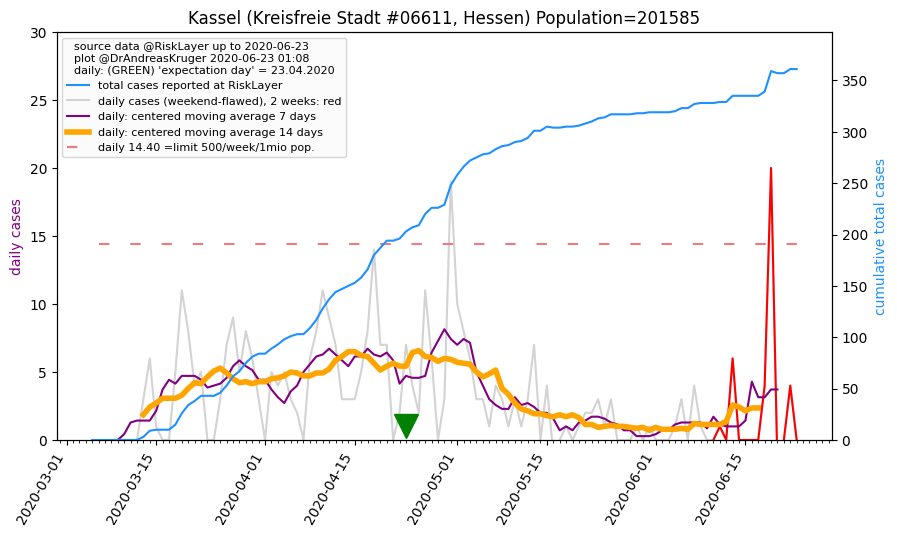 Kassel (Kreisfreie Stadt #06611, Hessen) Population=201585
source data @RiskLayer up to 2020-06-23
plot @DrAndreasKruger 2020-06-23 01:08
daily: (GREEN) 'expectation day' = 23.04.2020
total cases reported at RiskLayer
daily cases (weekend-flawed), 2 weeks: red
daily: centered moving average 7 days
daily: centered moving average 14 days
daily 14.40 =limit 500/week/1mio pop.
daily cases
30
25
20
15
10
5
0
cumulative total cases
350
300
250
200
150
100
50
0
2020-03-01
2020-03-15
2020-04-01
2020-04-15
2020-05-01
2020-05-15
2020-06-01
2020-06-15